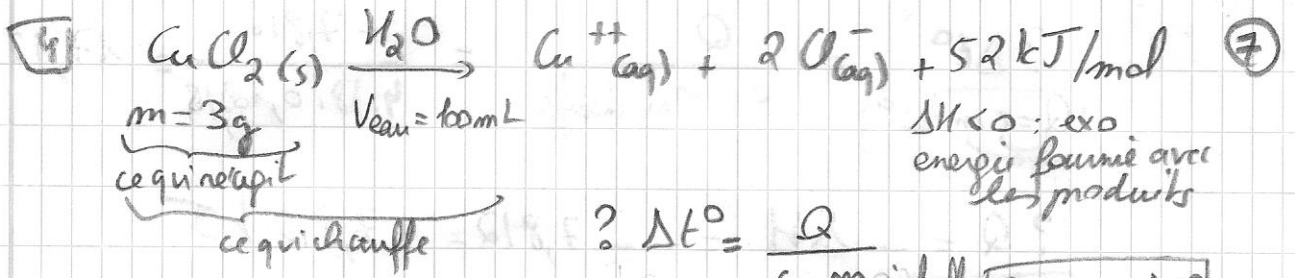 4 CuCl₂(s) H₂O → Cu⁺⁺(aq) + 2 Cl⁻(aq) + 52 kJ/mol 7
m = 3g Veau = 100 mL ΔH < 0 : exo
ce qui réagit energie fournie avec
les produits
ce qui chauffe ? Δt° = Q